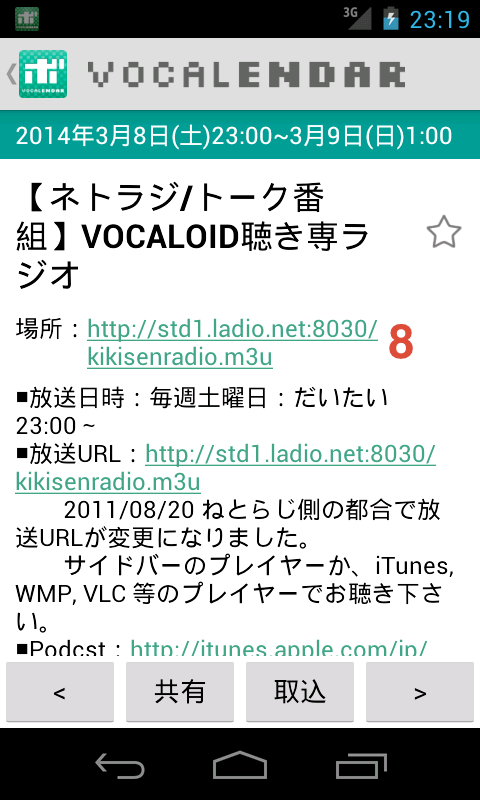 3G 23:19
ボ VOCALENDAR
VOCALENDAR
2014年3月8日(土)23:00~3月9日(日)1:00
【ネトラジ/トーク番
組】VOCALOID聴き専ラ
ジオ
場所：http://std1.ladio.net:8030/
kikisenradio.m3u
8
■放送日時：毎週土曜日：だいたい
23:00～
■放送URL：http://std1.ladio.net:8030/
kikisenradio.m3u
2011/08/20 ねとらじ側の都合で放
送URLが変更になりました。
サイドバーのプレイヤーか、iTunes,
WMP, VLC 等のプレイヤーでお聴き下さ
い。
■Podcst：http://itunes.apple.com/jp/
< 共有 取込 >